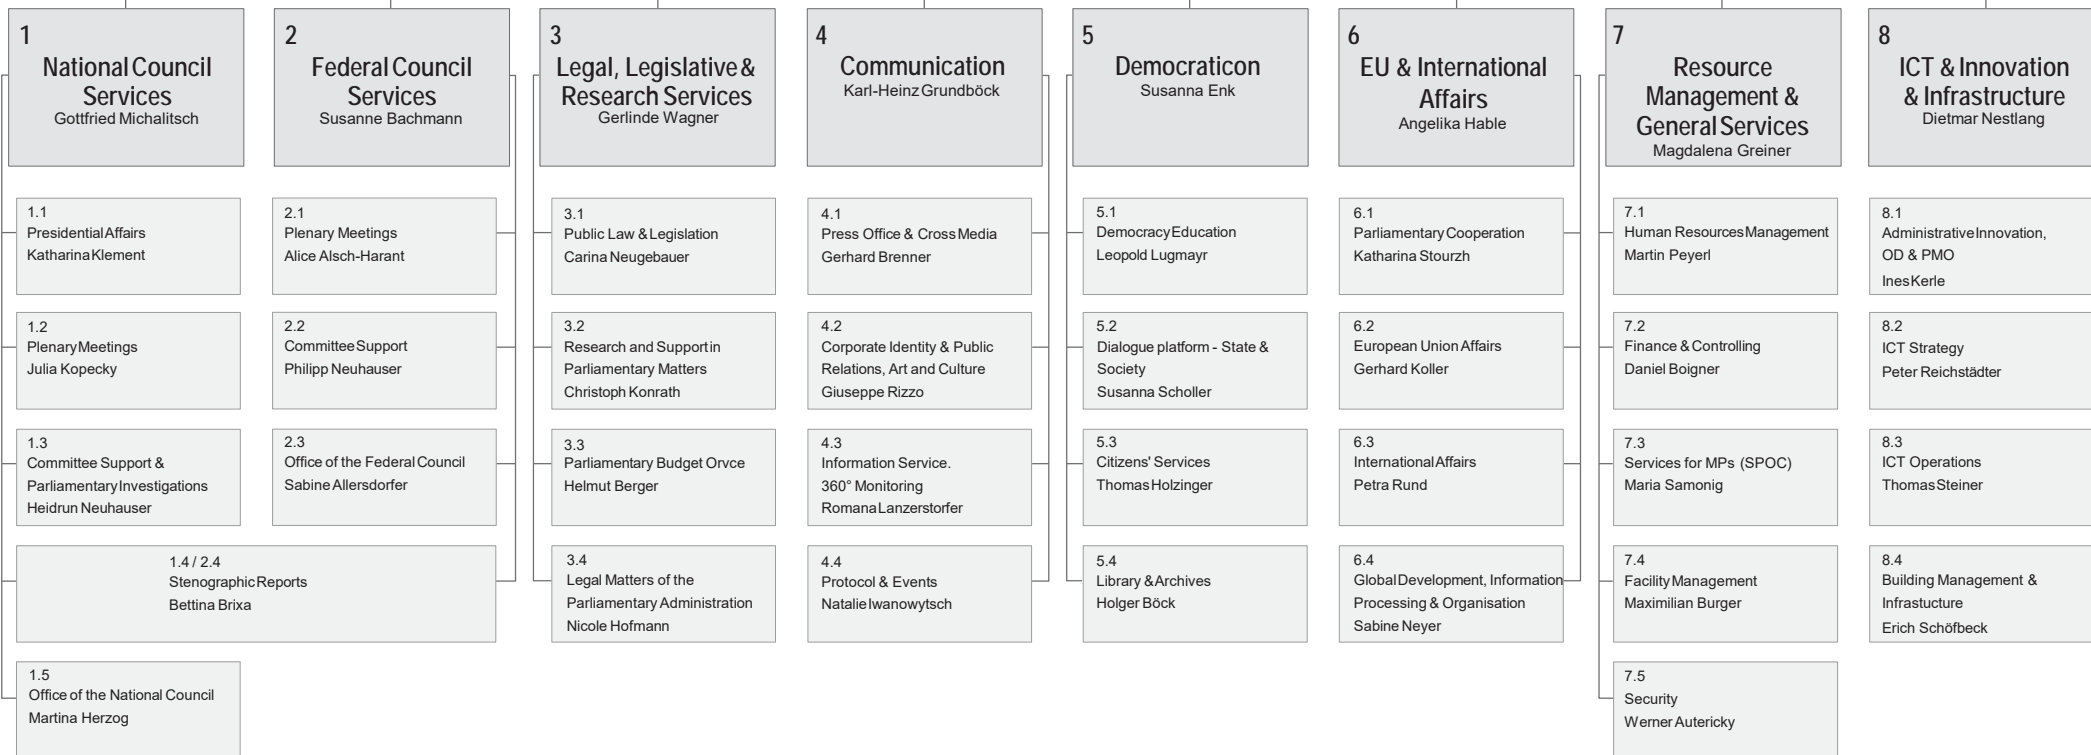 1
National Council
Services
Gottfried Michalitsch
2
Federal Council
Services
Susanne Bachmann
3
Legal, Legislative &
Research Services
Gerlinde Wagner
4
Communication
Karl-Heinz Grundböck
5
Democraticon
Susanna Enk
6
EU & International
Affairs
Angelika Hable
7
Resource
Management &
General Services
Magdalena Greiner
8
ICT & Innovation
& Infrastructure
Dietmar Nestlang
1.1
Presidential Affairs
Katharina Klement
2.1
Plenary Meetings
Alice Alsch-Harant
3.1
Public Law & Legislation
Carina Neugebauer
4.1
Press Office & Cross Media
Gerhard Brenner
5.1
Democracy Education
Leopold Lugmayr
6.1
Parliamentary Cooperation
Katharina Stourzh
7.1
Human Resources Management
Martin Peyerl
8.1
Administrative Innovation,
OD & PMO
Ines Kerle
1.2
Plenary Meetings
Julia Kopecky
2.2
Committee Support
Philipp Neuhauser
3.2
Research and Support in
Parliamentary Matters
Christoph Konrath
4.2
Corporate Identity & Public
Relations, Art and Culture
Giuseppe Rizzo
5.2
Dialogue platform - State &
Society
Susanna Scholler
6.2
European Union Affairs
Gerhard Koller
7.2
Finance & Controlling
Daniel Boigner
8.2
ICT Strategy
Peter Reichstädter
1.3
Committee Support &
Parliamentary Investigations
Heidrun Neuhauser
2.3
Office of the Federal Council
Sabine Allersdorfer
3.3
Parliamentary Budget Orvce
Helmut Berger
4.3
Information Service.
360° Monitoring
Romana Lanzerstorfer
5.3
Citizens' Services
Thomas Holzinger
6.3
International Affairs
Petra Rund
7.3
Services for MPs (SPOC)
Maria Samonig
8.3
ICT Operations
Thomas Steiner
1.4 / 2.4
Stenographic Reports
Bettina Brixa
3.4
Legal Matters of the
Parliamentary Administration
Nicole Hofmann
4.4
Protocol & Events
Natalie Iwanowytsch
5.4
Library & Archives
Holger Böck
6.4
Global Development, Information
Processing & Organisation
Sabine Neyer
7.4
Facility Management
Maximilian Burger
8.4
Building Management &
Infrastucture
Erich Schöfbeck
1.5
Office of the National Council
Martina Herzog
7.5
Security
Werner Autericky